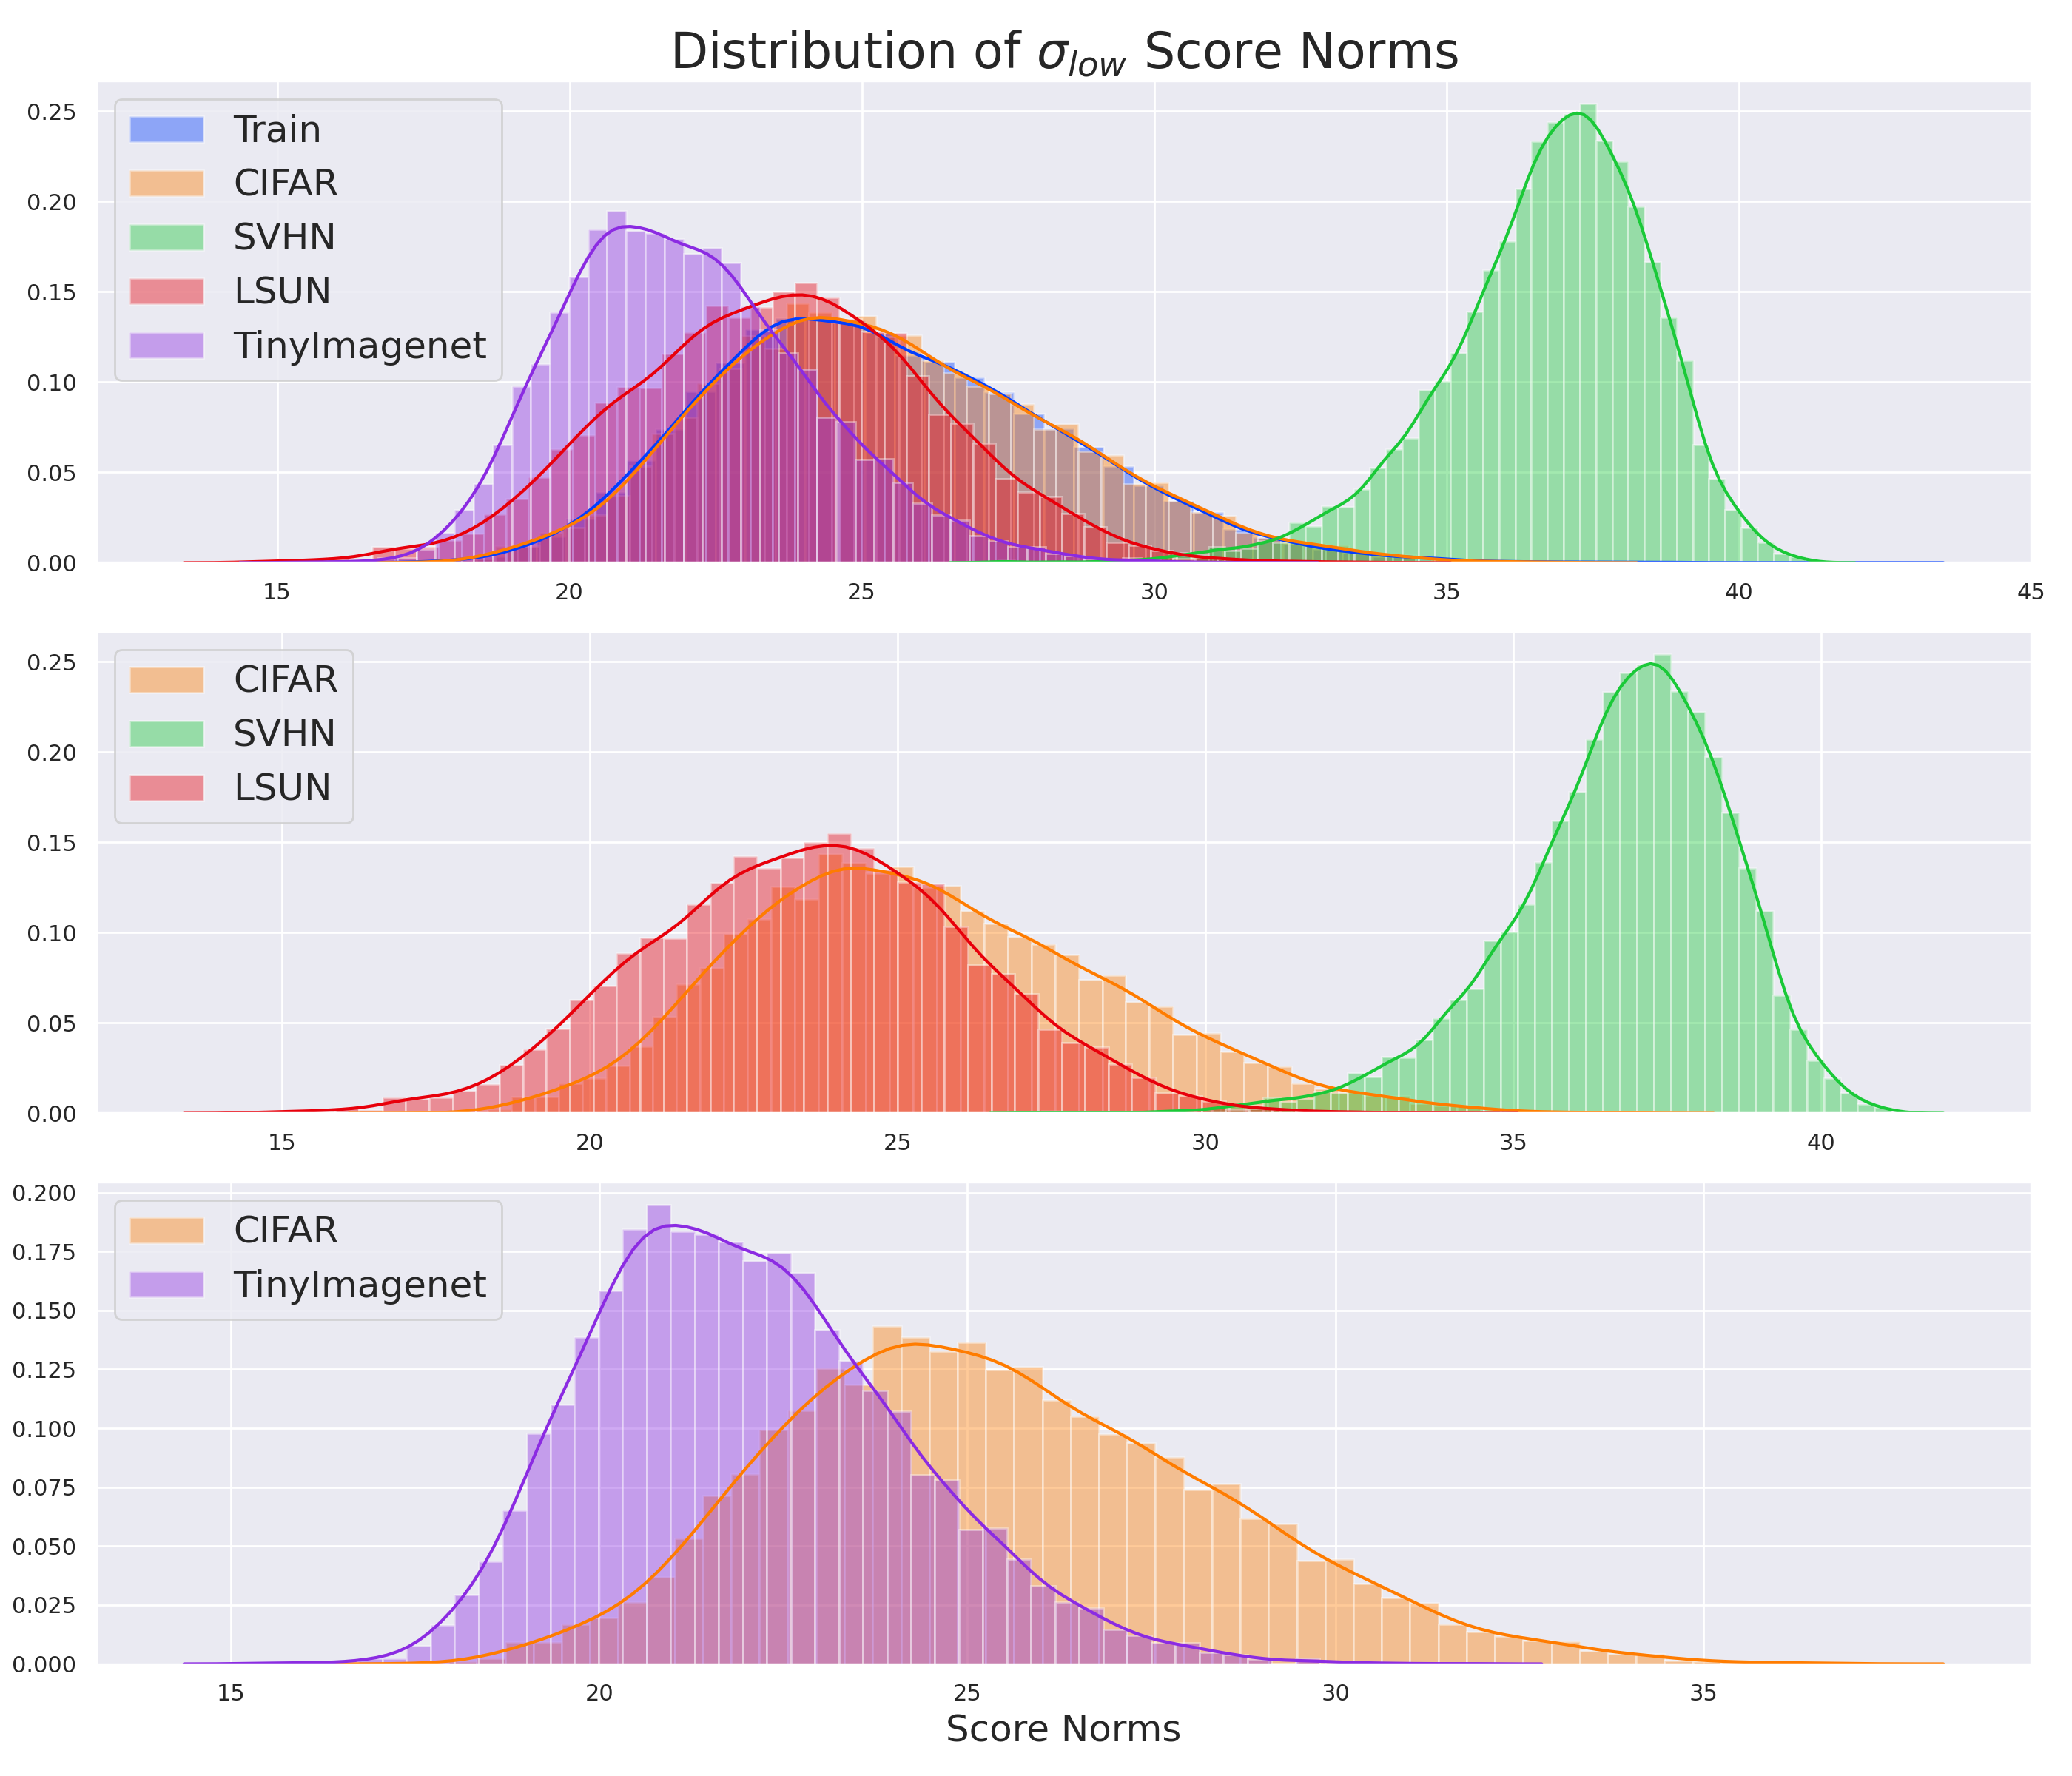 Distribution of σ_low Score Norms
0.25
0.20
0.15
0.10
0.05
0.00
Train
CIFAR
SVHN
LSUN
TinyImagenet
15 20 25 30 35 40 45
0.25
0.20
0.15
0.10
0.05
0.00
CIFAR
SVHN
LSUN
15 20 25 30 35 40
0.200
0.175
0.150
0.125
0.100
0.075
0.050
0.025
0.000
CIFAR
TinyImagenet
15 20 25 30 35
Score Norms